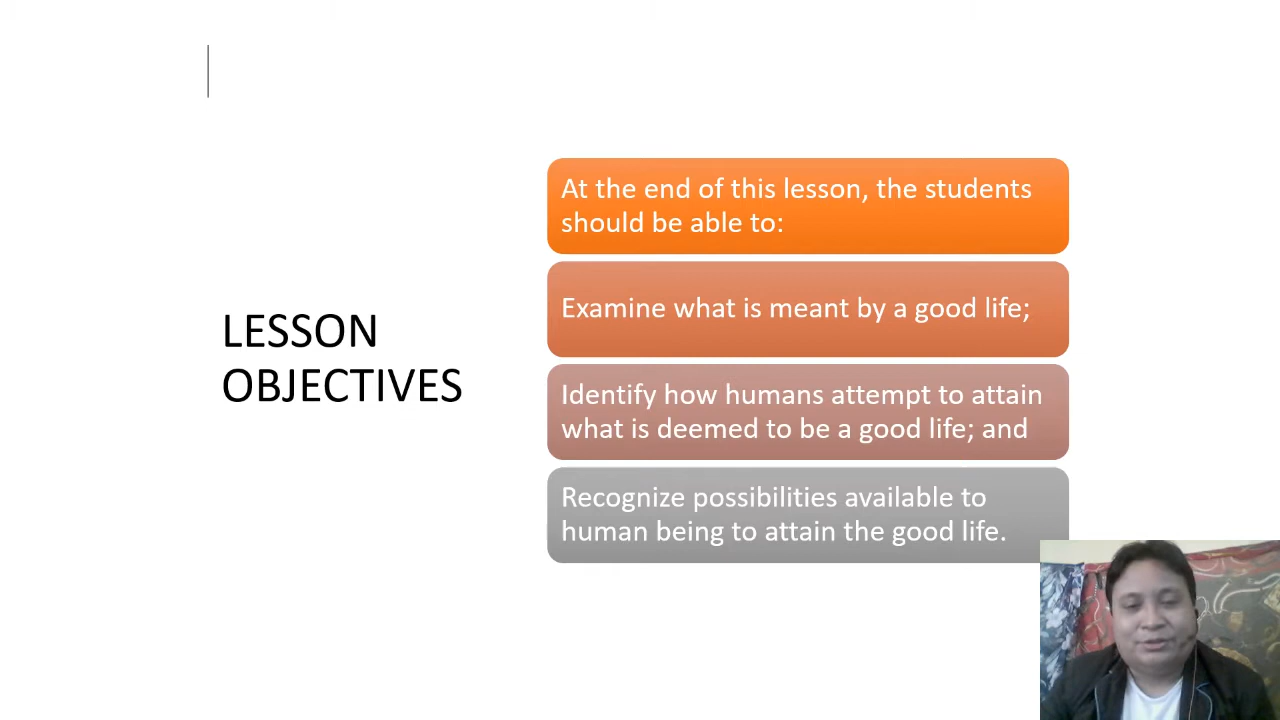 LESSON
OBJECTIVES
At the end of this lesson, the students
should be able to:
Examine what is meant by a good life;
Identify how humans attempt to attain
what is deemed to be a good life; and
Recognize possibilities available to
human being to attain the good life.